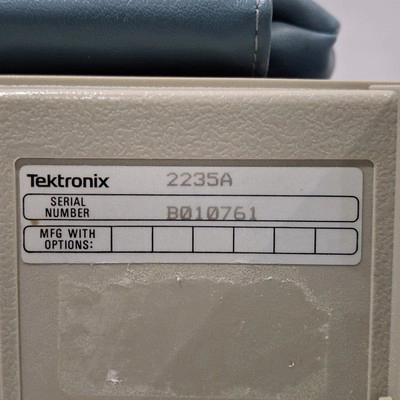 Tektronix 2235A
SERIAL
NUMBER B010761
MFG WITH
OPTIONS: